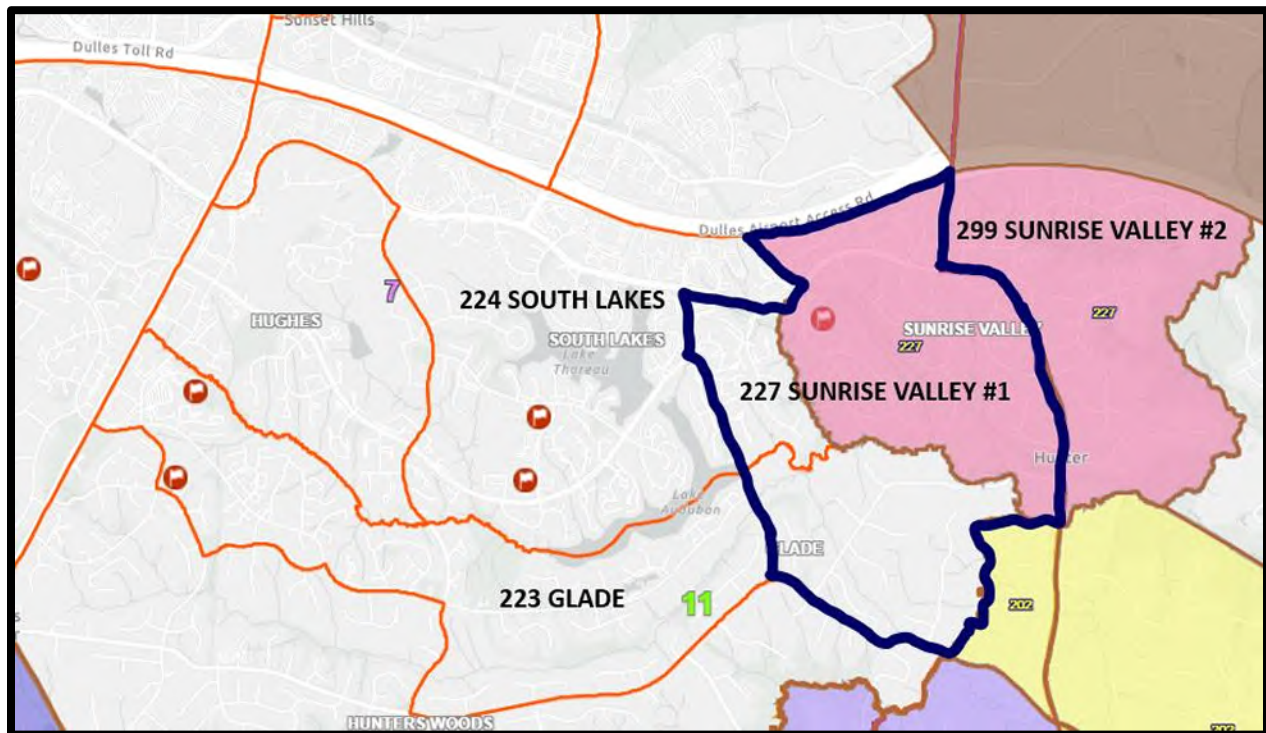 Sunset Hills
Dulles Toll Rd
Dulles Airport Access Rd
299 SUNRISE VALLEY #2
7
224 SOUTH LAKES
HUGHES
SOUTH LAKES
SUNRISE VALLEY
227
227
Lake
Thoreau
227 SUNRISE VALLEY #1
Hunter
Lake
Audubon
GLADE
223 GLADE
11
202
HUNTERS WOODS